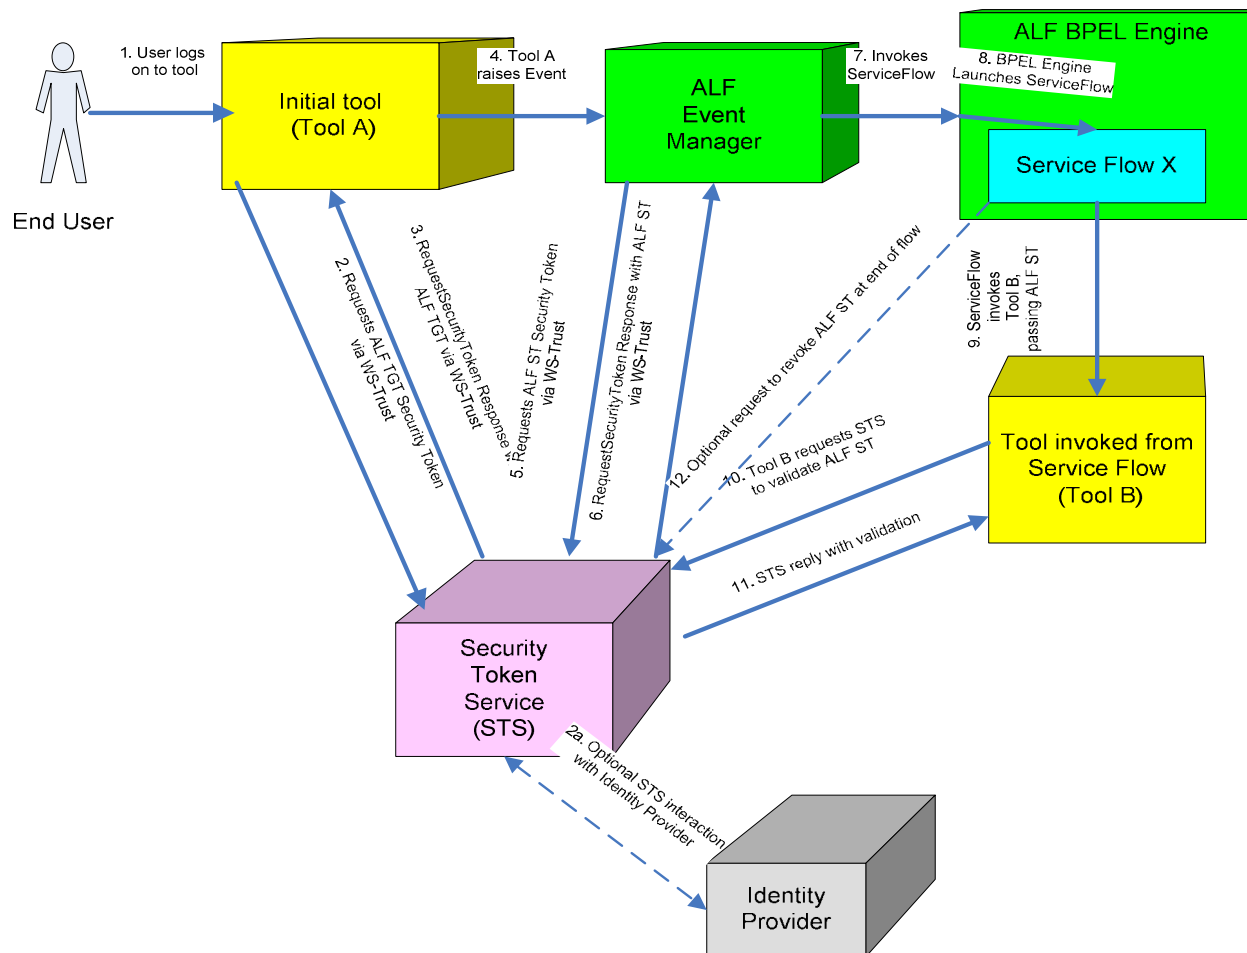 1. User logs
on to tool
4. Tool A
raises Event
7. Invokes
ServiceFlow
ALF BPEL Engine
8. BPEL Engine
Launches ServiceFlow
Initial tool
(Tool A)
ALF
Event
Manager
Service Flow X
End User
2. Requests ALF TGT Security Token
via WS-Trust
3. RequestSecurityToken Response
ALF TGT via WS-Trust
5. Requests ALF ST Security Token
via WS-Trust
6. RequestSecurityToken Response with ALF ST
via WS-Trust
12. Optional request to revoke ALF ST at end of flow
9. ServiceFlow
invokes
Tool B,
passing ALF ST
10. Tool B requests STS
to validate ALF ST
11. STS reply with validation
Tool invoked from
Service Flow
(Tool B)
Security
Token
Service
(STS)
2a. Optional STS interaction
with Identity Provider
Identity
Provider